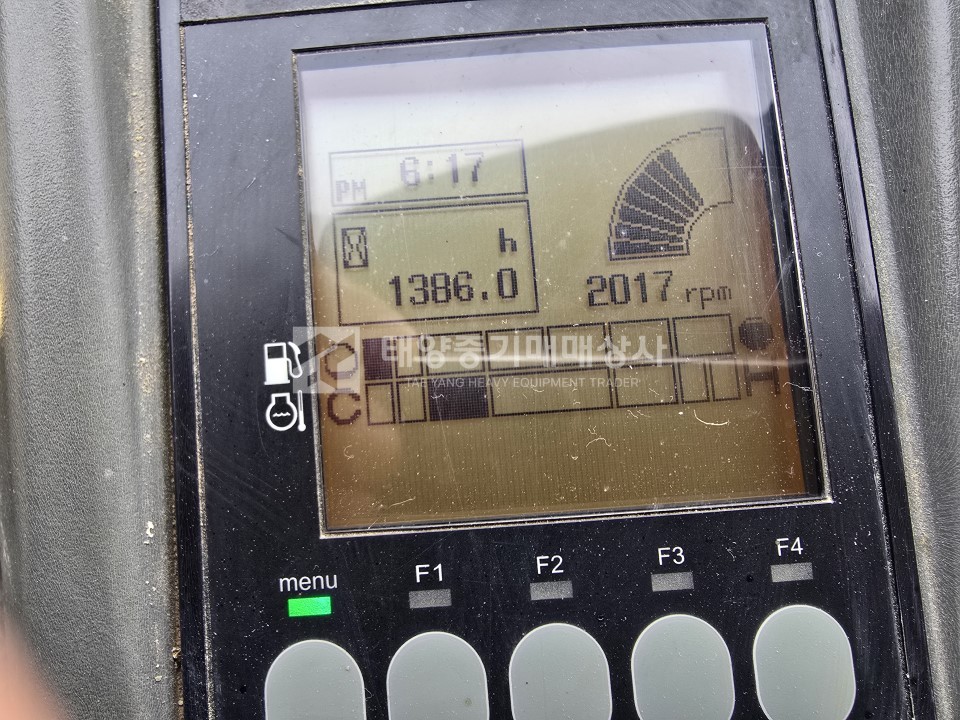 6:17
PM
h
1386.0
2017 rpm
태양중기매매상사
TAE YANG HEAVY EQUIPMENT TRADER
C H
menu F1 F2 F3 F4